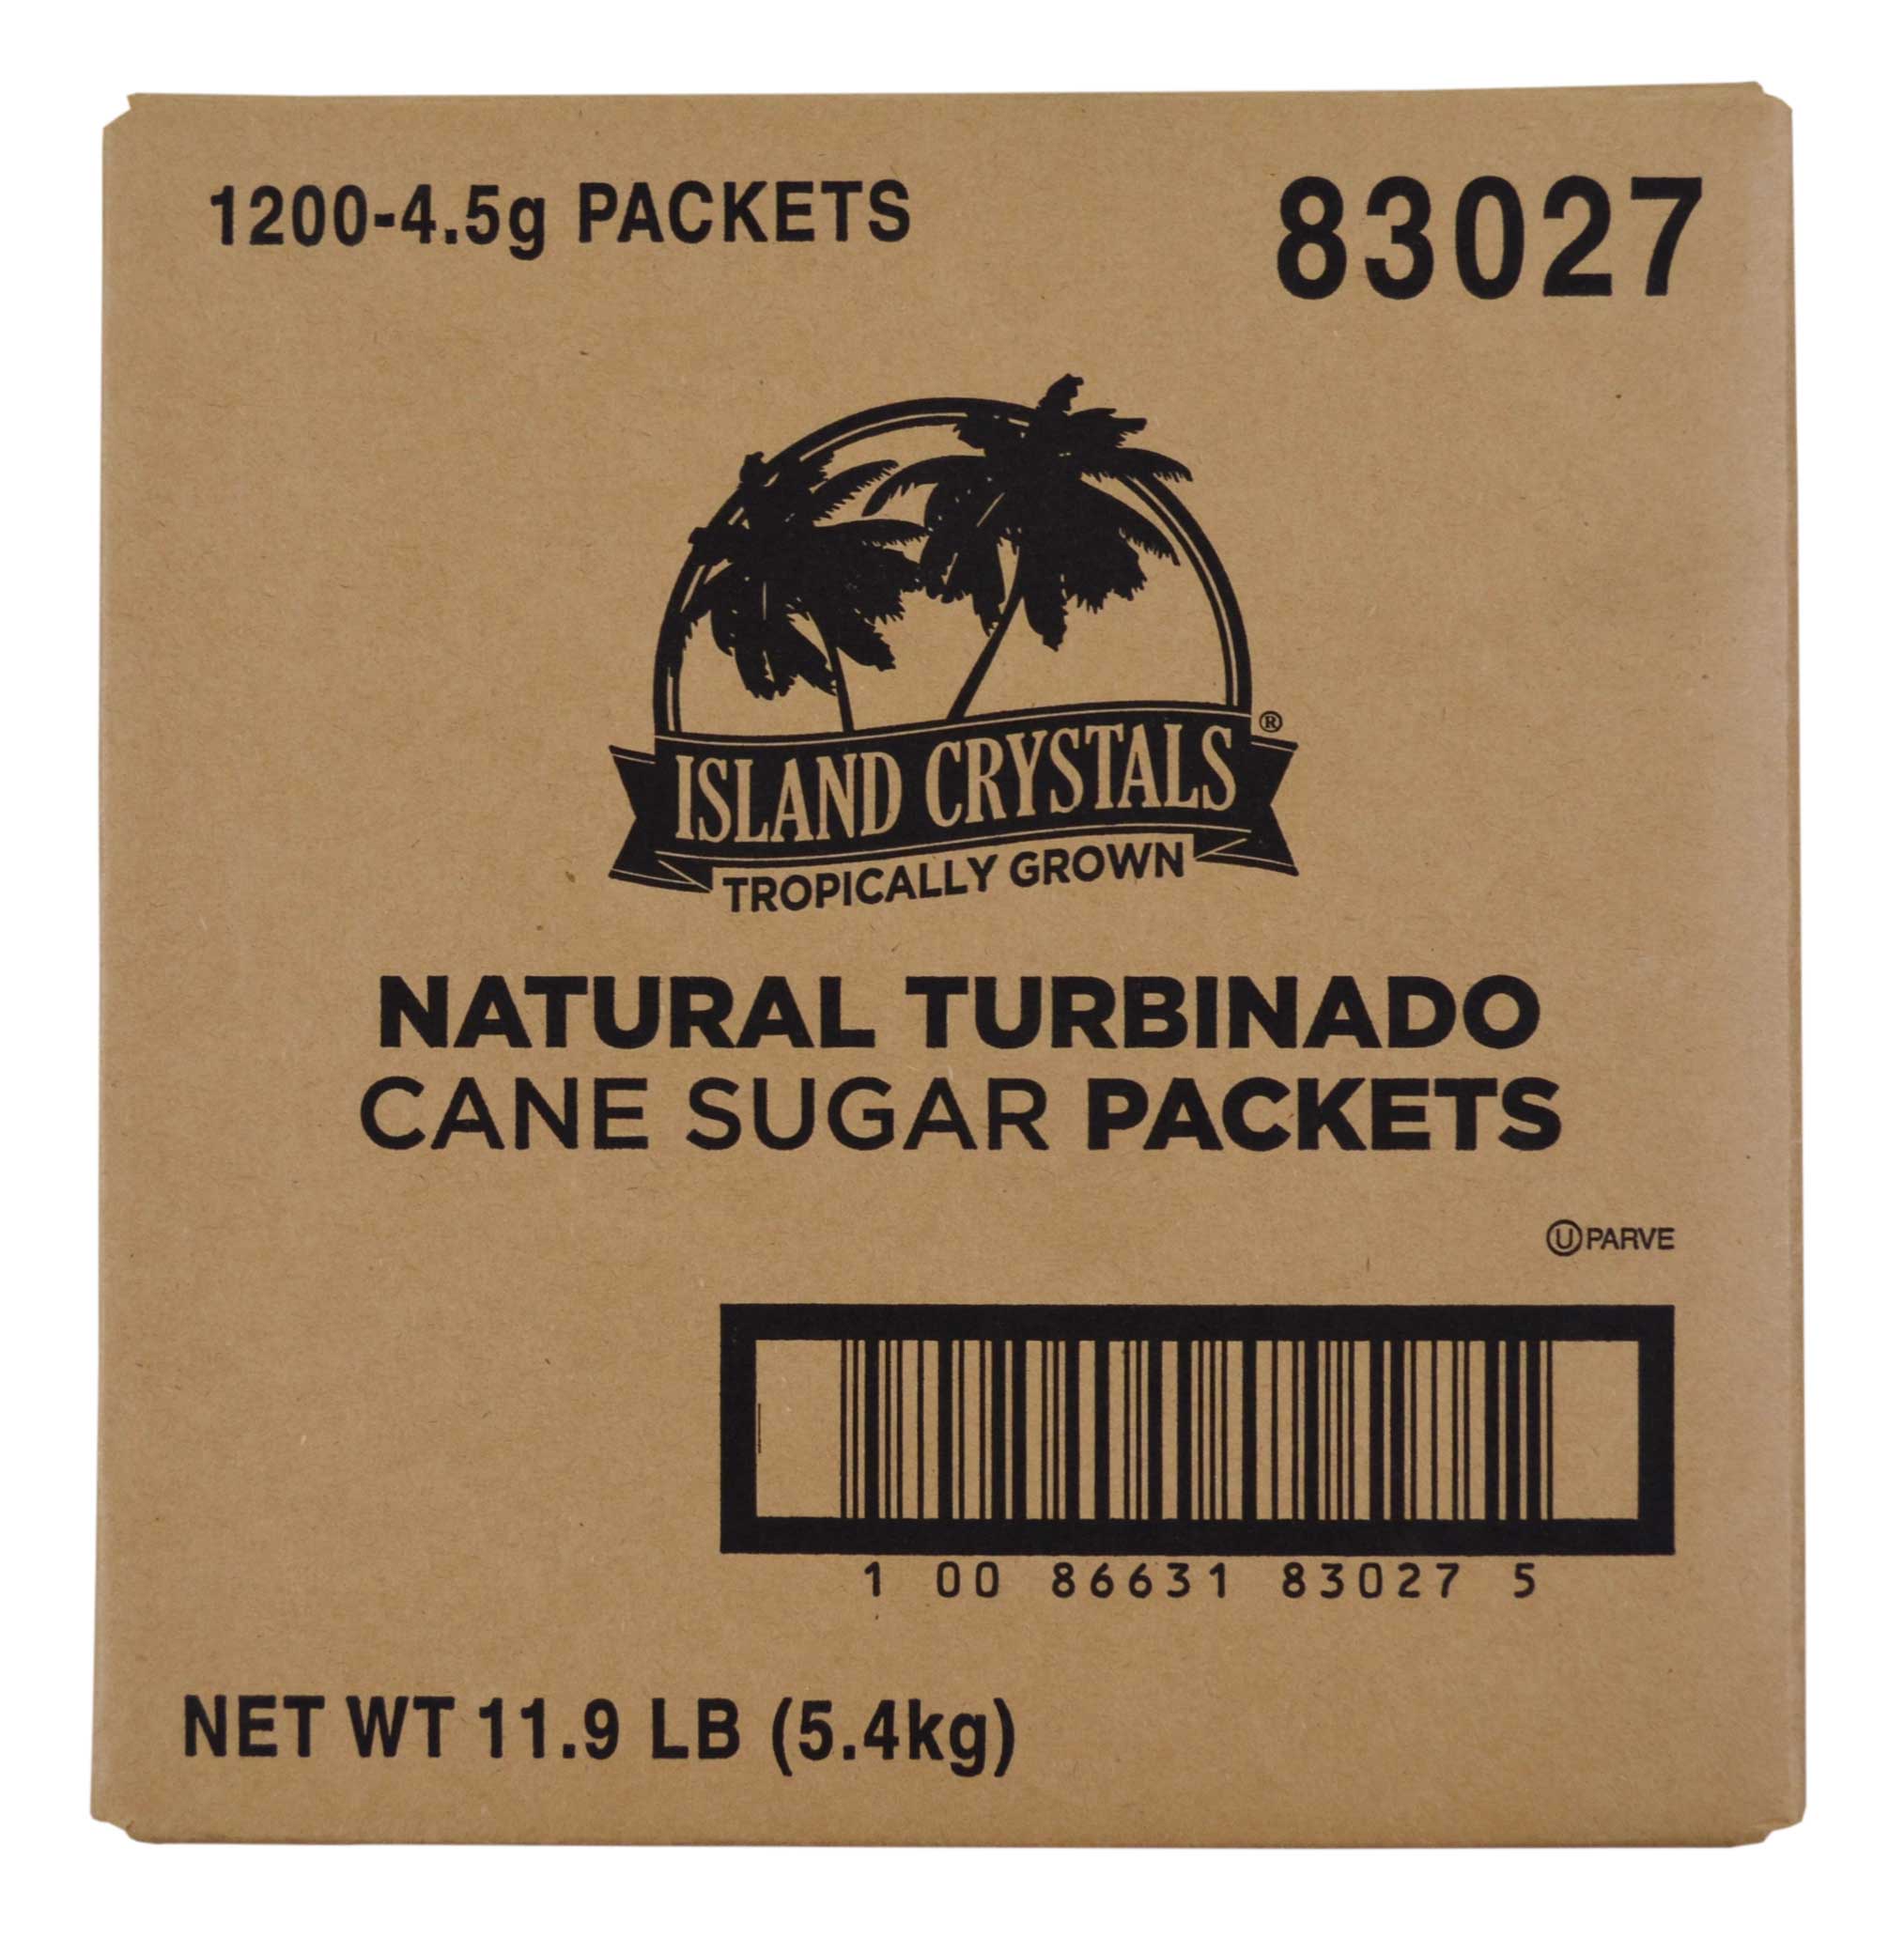 1200-4.5g PACKETS
83027
ISLAND CRYSTALS®
TROPICALLY GROWN
NATURAL TURBINADO
CANE SUGAR PACKETS
Ⓤ PARVE
1 00 86631 83027 5
NET WT 11.9 LB (5.4kg)